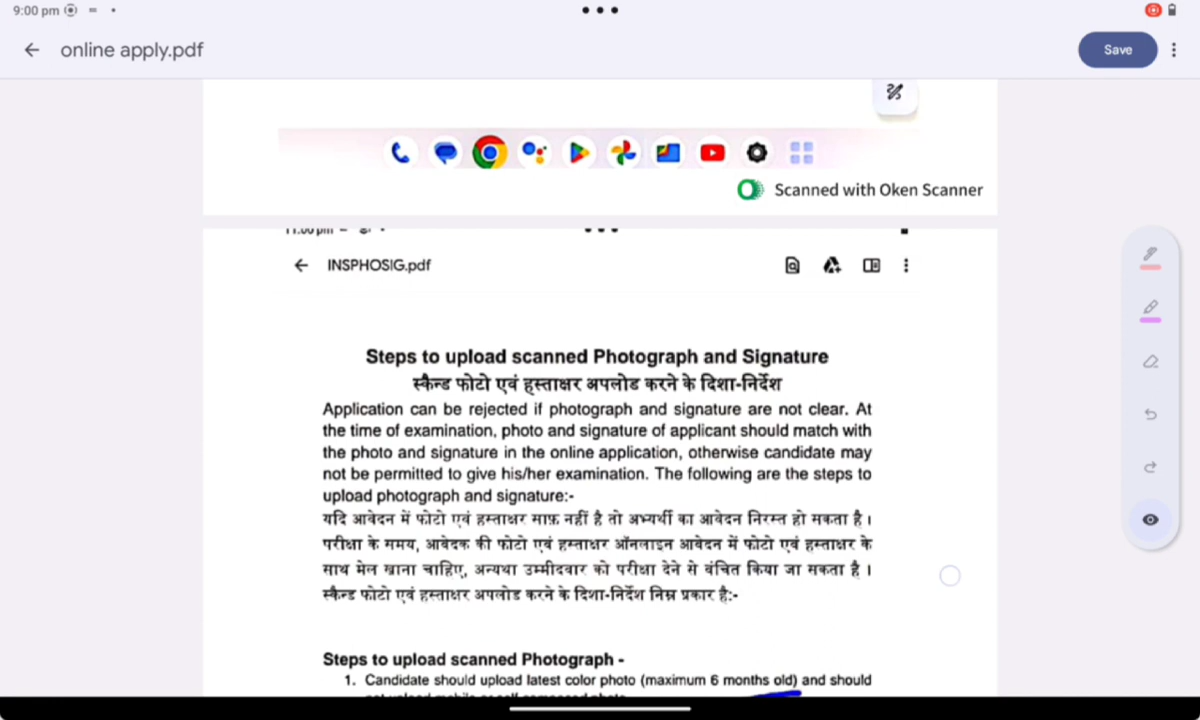 9:00 pm
online apply.pdf
Save
Scanned with Oken Scanner
11:00 pm
INSPHOSIG.pdf
Steps to upload scanned Photograph and Signature
स्कैन्ड फोटो एवं हस्ताक्षर अपलोड करने के दिशा-निर्देश
Application can be rejected if photograph and signature are not clear. At
the time of examination, photo and signature of applicant should match with
the photo and signature in the online application, otherwise candidate may
not be permitted to give his/her examination. The following are the steps to
upload photograph and signature:-
यदि आवेदन में फोटो एवं हस्ताक्षर साफ़ नहीं है तो अभ्यर्थी का आवेदन निरस्त हो सकता है।
परीक्षा के समय, आवेदक की फोटो एवं हस्ताक्षर ऑनलाइन आवेदन में फोटो एवं हस्ताक्षर के
साथ मेल खाना चाहिए, अन्यथा उम्मीदवार को परीक्षा देने से वंचित किया जा सकता है।
स्कैन्ड फोटो एवं हस्ताक्षर अपलोड करने के दिशा-निर्देश निम्न प्रकार है:-
Steps to upload scanned Photograph -
1. Candidate should upload latest color photo (maximum 6 months old) and should